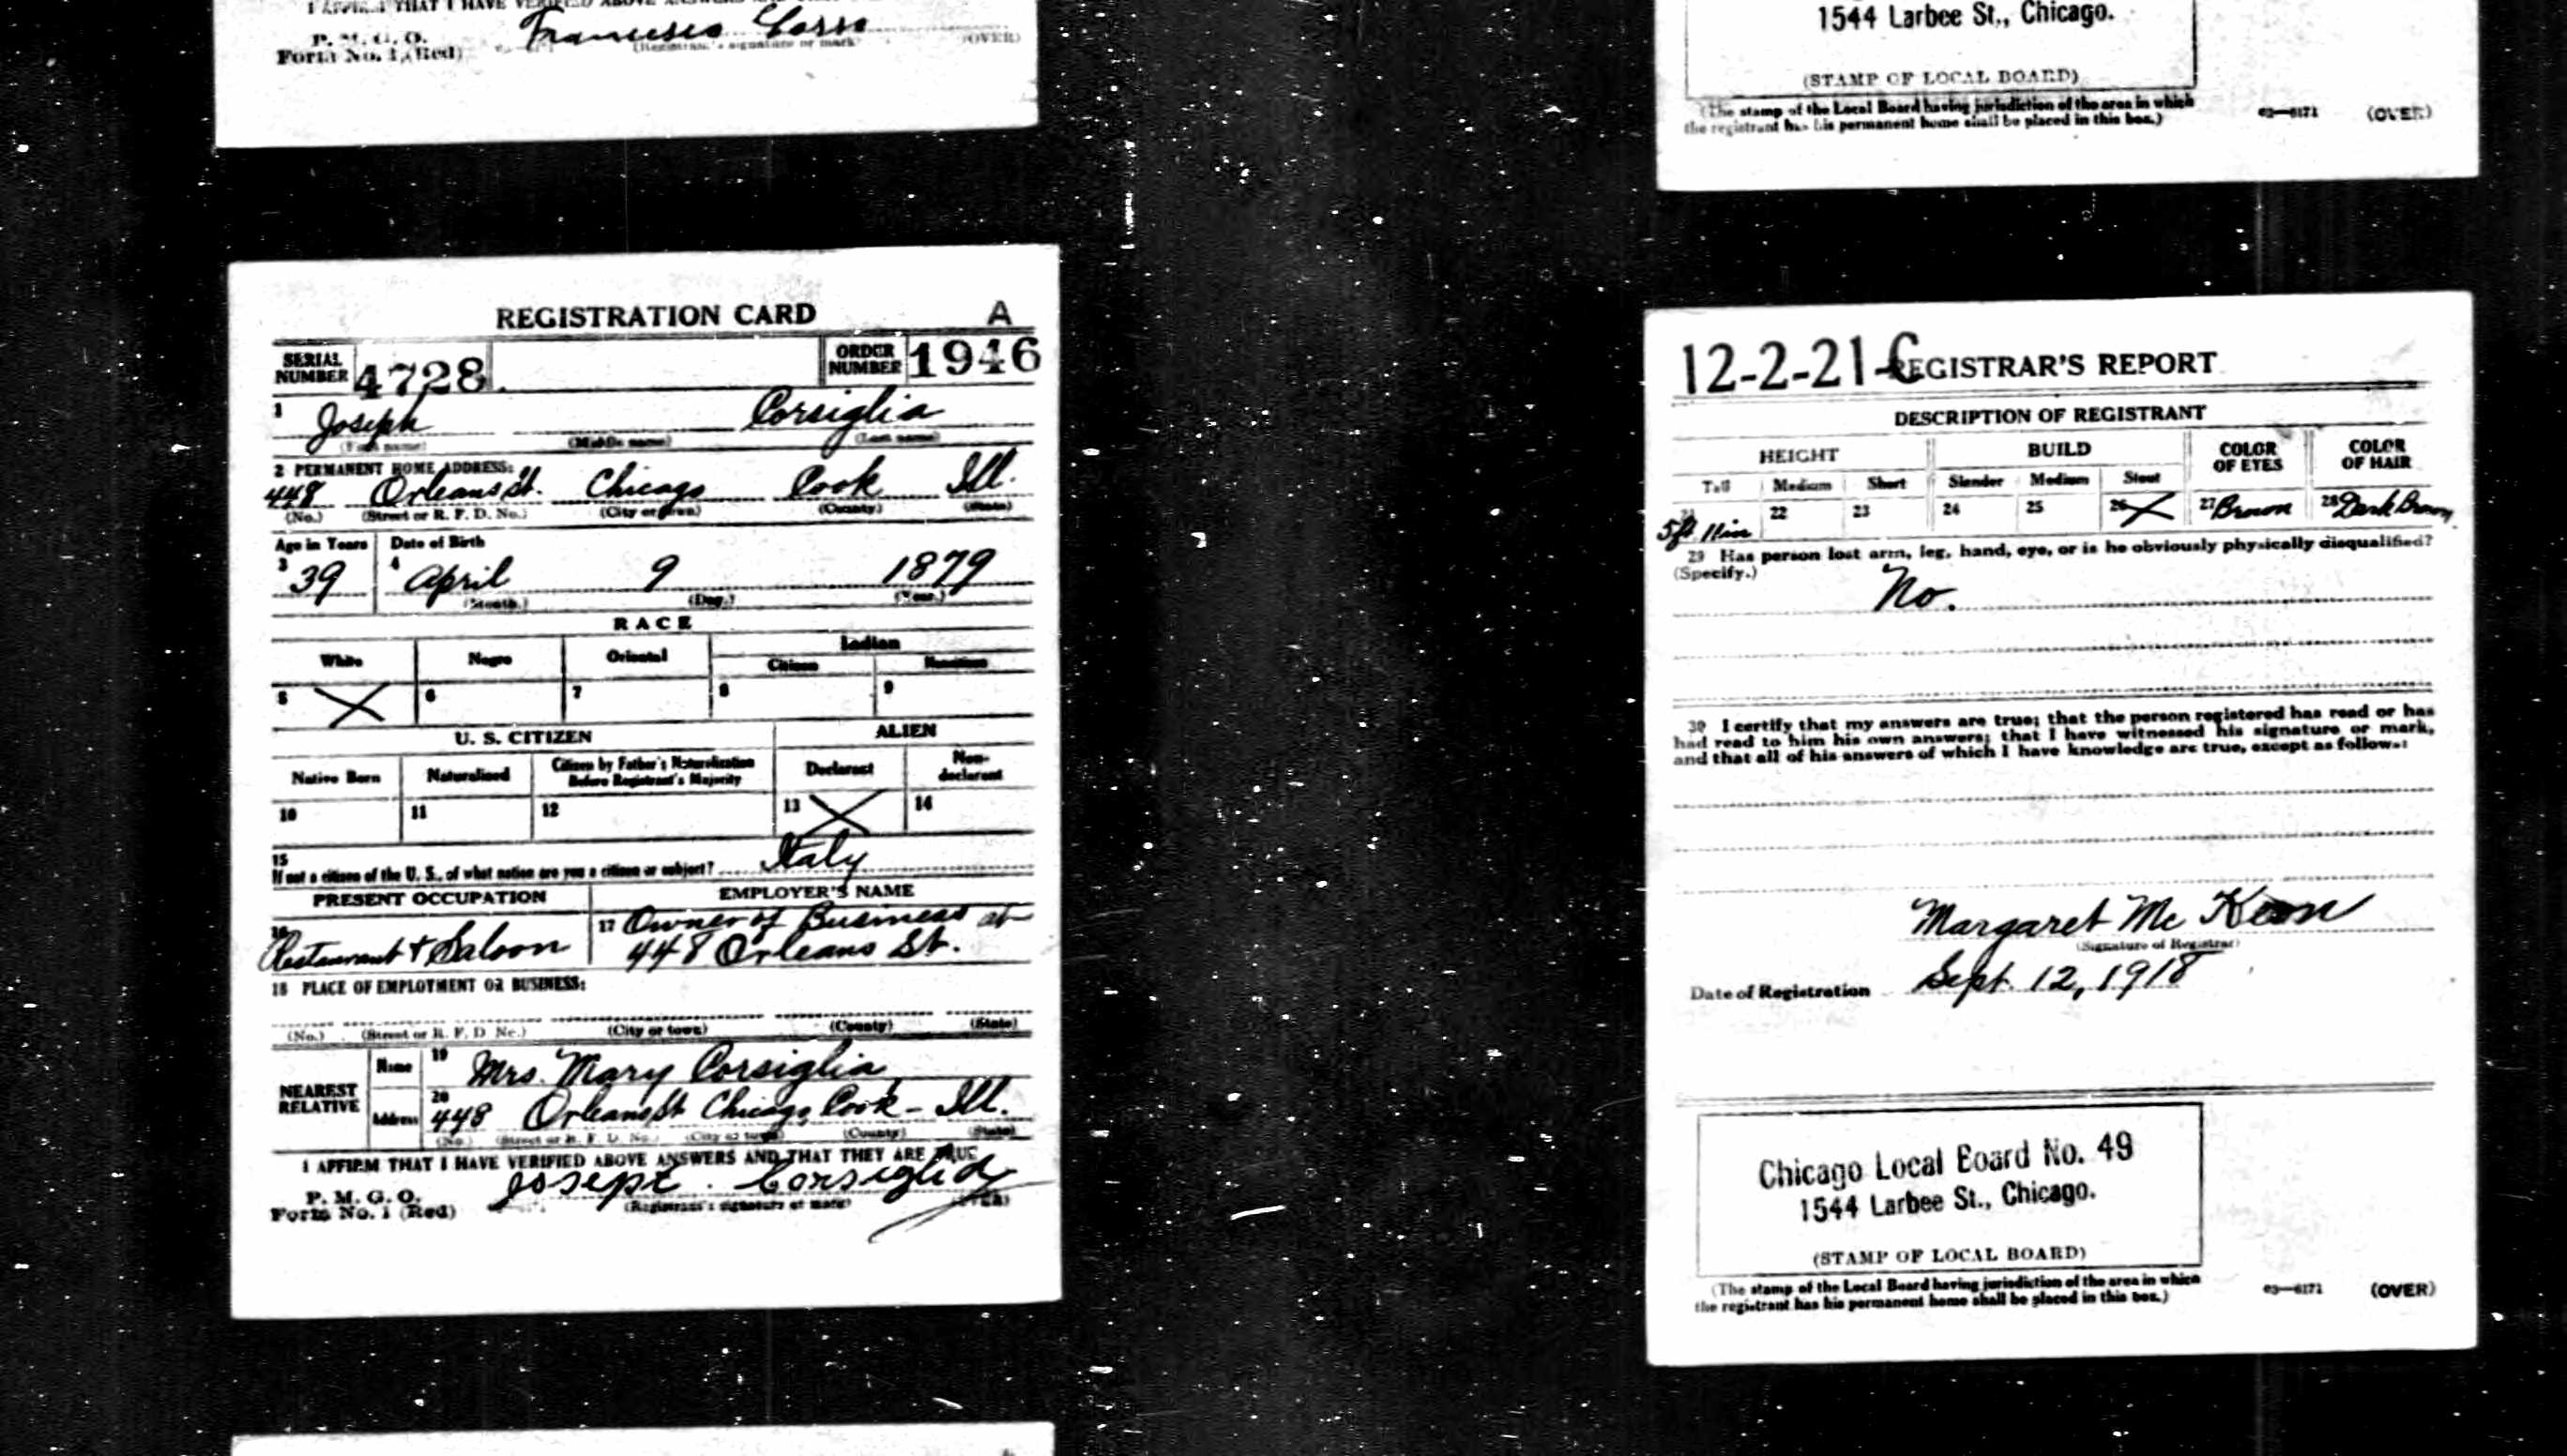 I AFFIRM THAT I HAVE VERIFIED ABOVE ANSWERS
P. M. G. O.
Form No. 1 (Red)
Francisco
(Registrant's signature or mark)
(OVER)
REGISTRATION CARD A
SERIAL NUMBER 4728 ORDER NUMBER 1946
1 Joseph Corsiglia
(First name) (Middle name) (Last name)
2 PERMANENT HOME ADDRESS:
448 Orleans St. Chicago Cook Ill.
(No.) (Street or R. F. D. No.) (City or town) (County) (State)
Age in Years Date of Birth
3 39 4 April 9 1879
(Month.) (Day.) (Year.)
RACE
White Negro Oriental Indian
Citizen Noncitizen
5 X 6 7 8 9
U. S. CITIZEN ALIEN
Native Born Naturalized Citizen by Father's Naturalization Before Registrant's Majority Declarant Non-declarant
10 11 12 13 X 14
15
If not a citizen of the U. S., of what nation are you a citizen or subject? Italy
PRESENT OCCUPATION EMPLOYER'S NAME
16 Restaurant & Saloon 17 Owner of Business at
448 Orleans St.
18 PLACE OF EMPLOYMENT OR BUSINESS:
(No.) (Street or R. F. D. No.) (City or town) (County) (State)
NEAREST RELATIVE Name 19 Mrs. Mary Corsiglia
Address 20 448 Orleans St Chicago Cook - Ill.
(No.) (Street or R. F. D. No.) (City or town) (County) (State)
I AFFIRM THAT I HAVE VERIFIED ABOVE ANSWERS AND THAT THEY ARE TRUE
P. M. G. O.
Form No. 1 (Red)
Joseph Corsiglia
(Registrant's signature or mark) (OVER)
1544 Larbee St., Chicago.
(STAMP OF LOCAL BOARD)
(The stamp of the Local Board having jurisdiction of the area in which
the registrant has his permanent home shall be placed in this box.)
03—6171 (OVER)
12-2-21-C REGISTRAR'S REPORT
DESCRIPTION OF REGISTRANT
HEIGHT BUILD COLOR OF EYES COLOR OF HAIR
Tall Medium Short Slender Medium Stout
21 5ft. 11in 22 23 24 25 26 X 27 Brown 28 Dark Brown
29 Has person lost arm, leg, hand, eye, or is he obviously physically disqualified?
(Specify.)
No.
30 I certify that my answers are true; that the person registered has read or has
had read to him his own answers; that I have witnessed his signature or mark,
and that all of his answers of which I have knowledge are true, except as follows:
Margaret Mc Keon
(Signature of Registrar)
Date of Registration Sept. 12, 1918
Chicago Local Board No. 49
1544 Larbee St., Chicago.
(STAMP OF LOCAL BOARD)
(The stamp of the Local Board having jurisdiction of the area in which
the registrant has his permanent home shall be placed in this box.)
03—6171 (OVER)